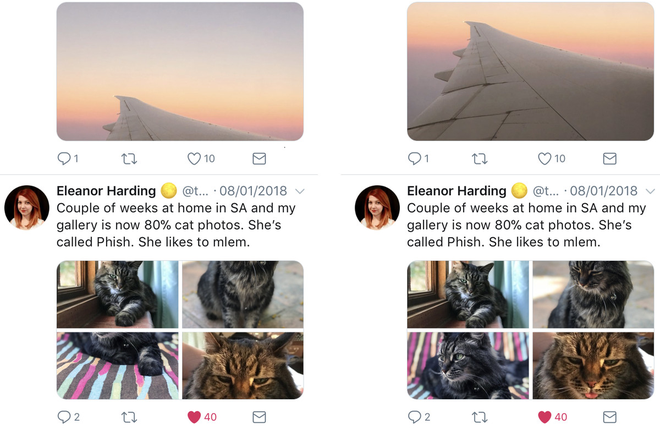 1 10
1 10
Eleanor Harding @t... · 08/01/2018
Couple of weeks at home in SA and my
gallery is now 80% cat photos. She's
called Phish. She likes to mlem.
2 40
Eleanor Harding @t... · 08/01/2018
Couple of weeks at home in SA and my
gallery is now 80% cat photos. She's
called Phish. She likes to mlem.
2 40